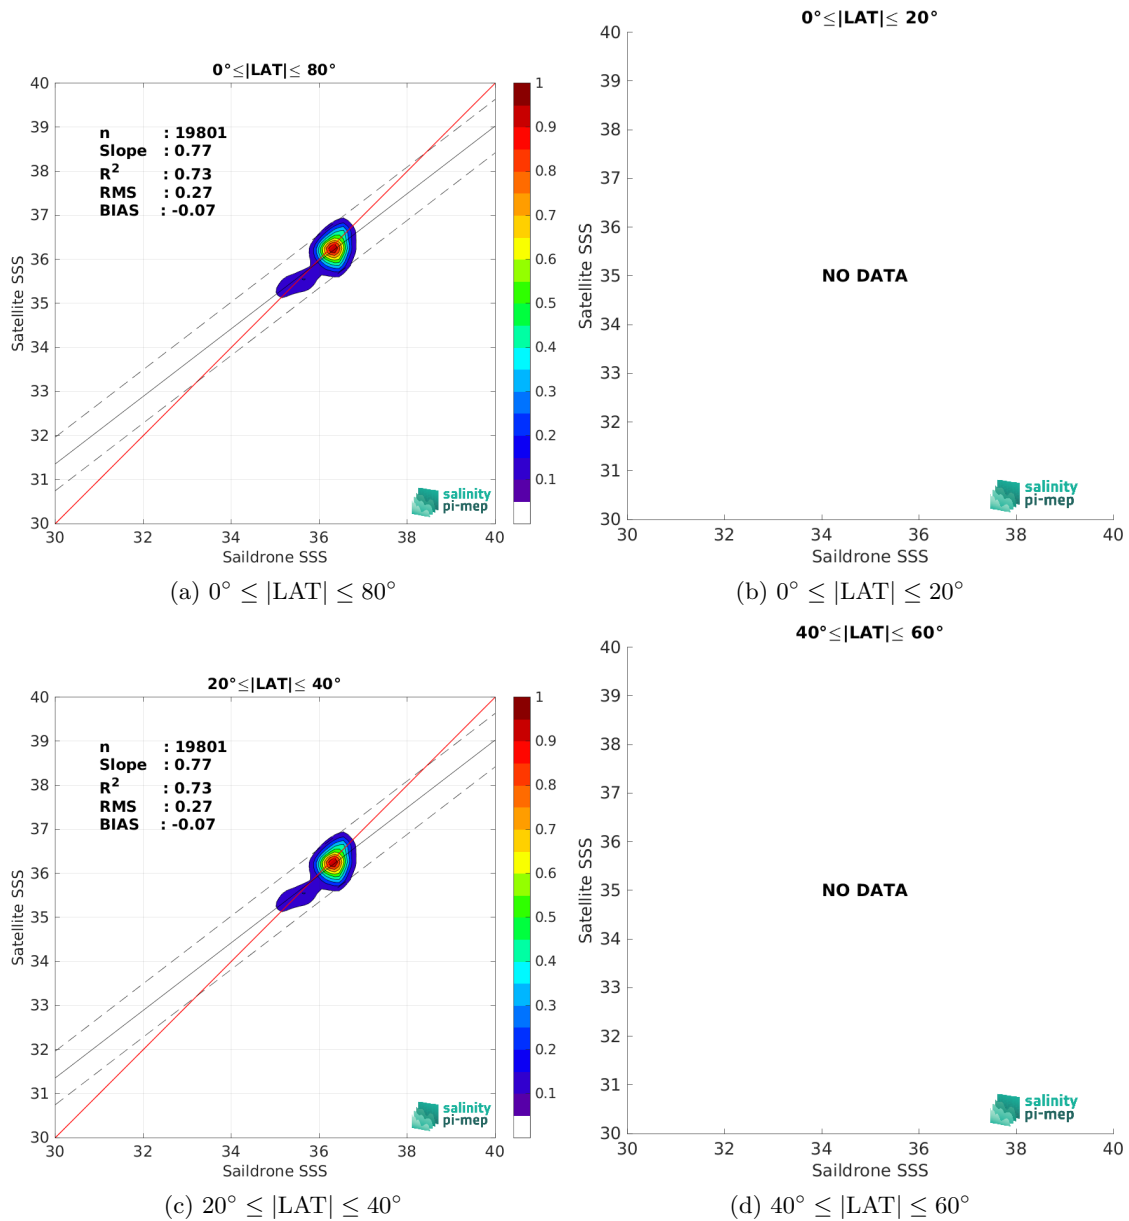 0°≤|LAT|≤ 80°
40
39
38
37
36
35
34
33
32
31
30
Satellite SSS
n : 19801
Slope : 0.77
R² : 0.73
RMS : 0.27
BIAS : -0.07
salinity
pi-mep
30 32 34 36 38 40
Saildrone SSS
1
0.9
0.8
0.7
0.6
0.5
0.4
0.3
0.2
0.1
(a) 0° ≤ |LAT| ≤ 80°
0°≤|LAT|≤ 20°
40
39
38
37
36
35
34
33
32
31
30
Satellite SSS
NO DATA
salinity
pi-mep
30 32 34 36 38 40
Saildrone SSS
(b) 0° ≤ |LAT| ≤ 20°
20°≤|LAT|≤ 40°
40
39
38
37
36
35
34
33
32
31
30
Satellite SSS
n : 19801
Slope : 0.77
R² : 0.73
RMS : 0.27
BIAS : -0.07
salinity
pi-mep
30 32 34 36 38 40
Saildrone SSS
1
0.9
0.8
0.7
0.6
0.5
0.4
0.3
0.2
0.1
(c) 20° ≤ |LAT| ≤ 40°
40°≤|LAT|≤ 60°
40
39
38
37
36
35
34
33
32
31
30
Satellite SSS
NO DATA
salinity
pi-mep
30 32 34 36 38 40
Saildrone SSS
(d) 40° ≤ |LAT| ≤ 60°